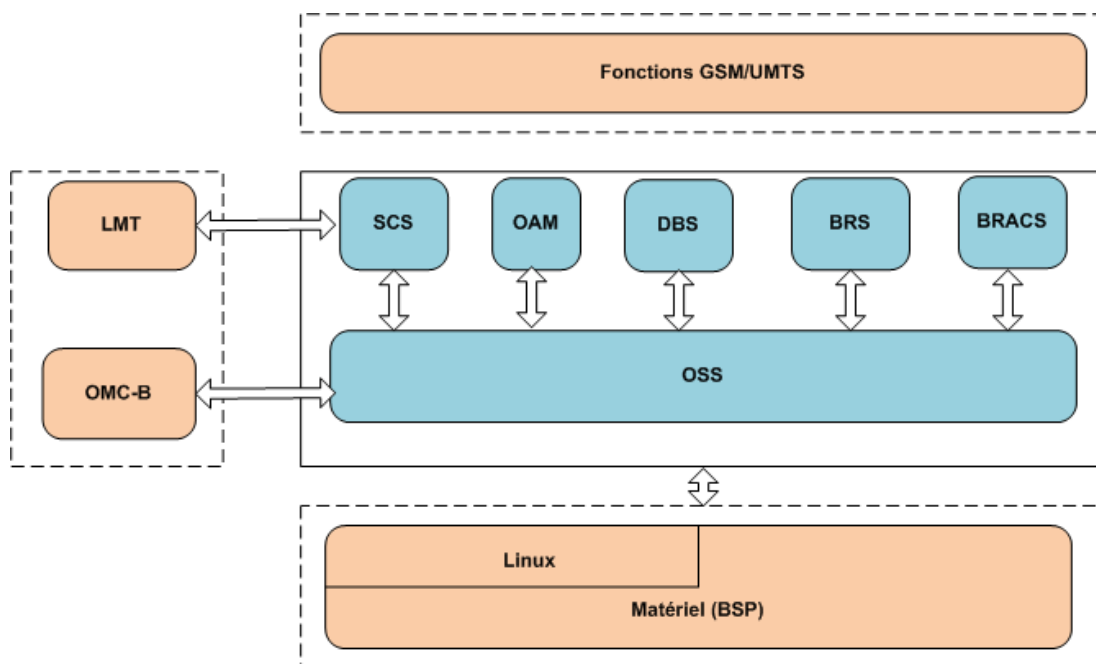 Fonctions GSM/UMTS
LMT
SCS
OAM
DBS
BRS
BRACS
OMC-B
OSS
Linux
Matériel (BSP)